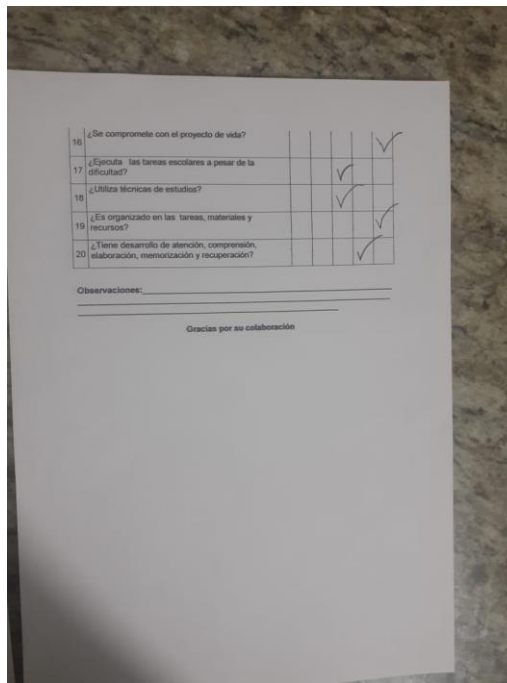 16 ¿Se compromete con el proyecto de vida?
17 ¿Ejecuta las tareas escolares a pesar de la
dificultad?
18 ¿Utiliza técnicas de estudios?
19 ¿Es organizado en las tareas, materiales y
recursos?
20 ¿Tiene desarrollo de atención, comprensión,
elaboración, memorización y recuperación?
Observaciones:
Gracias por su colaboración